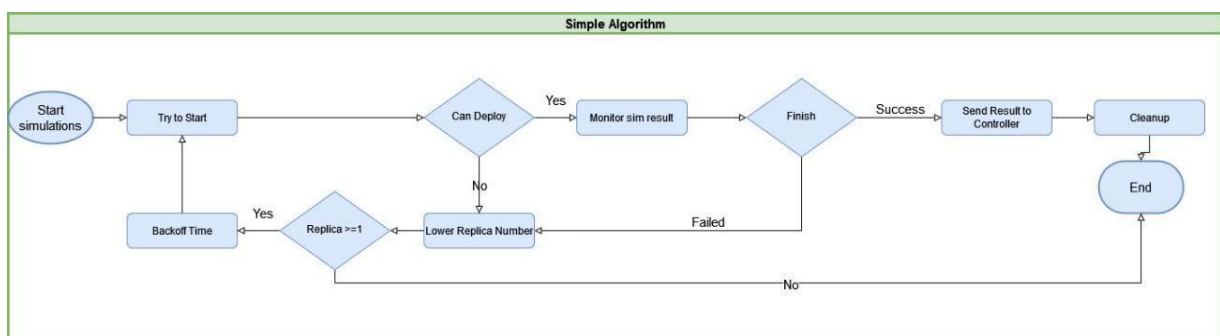 Simple Algorithm
Start
simulations
Try to Start
Can Deploy
Yes
Monitor sim result
Finish
Success
Send Result to
Controller
Cleanup
No
End
Backoff Time
Yes
Replica >=1
Lower Replica Number
Failed
No